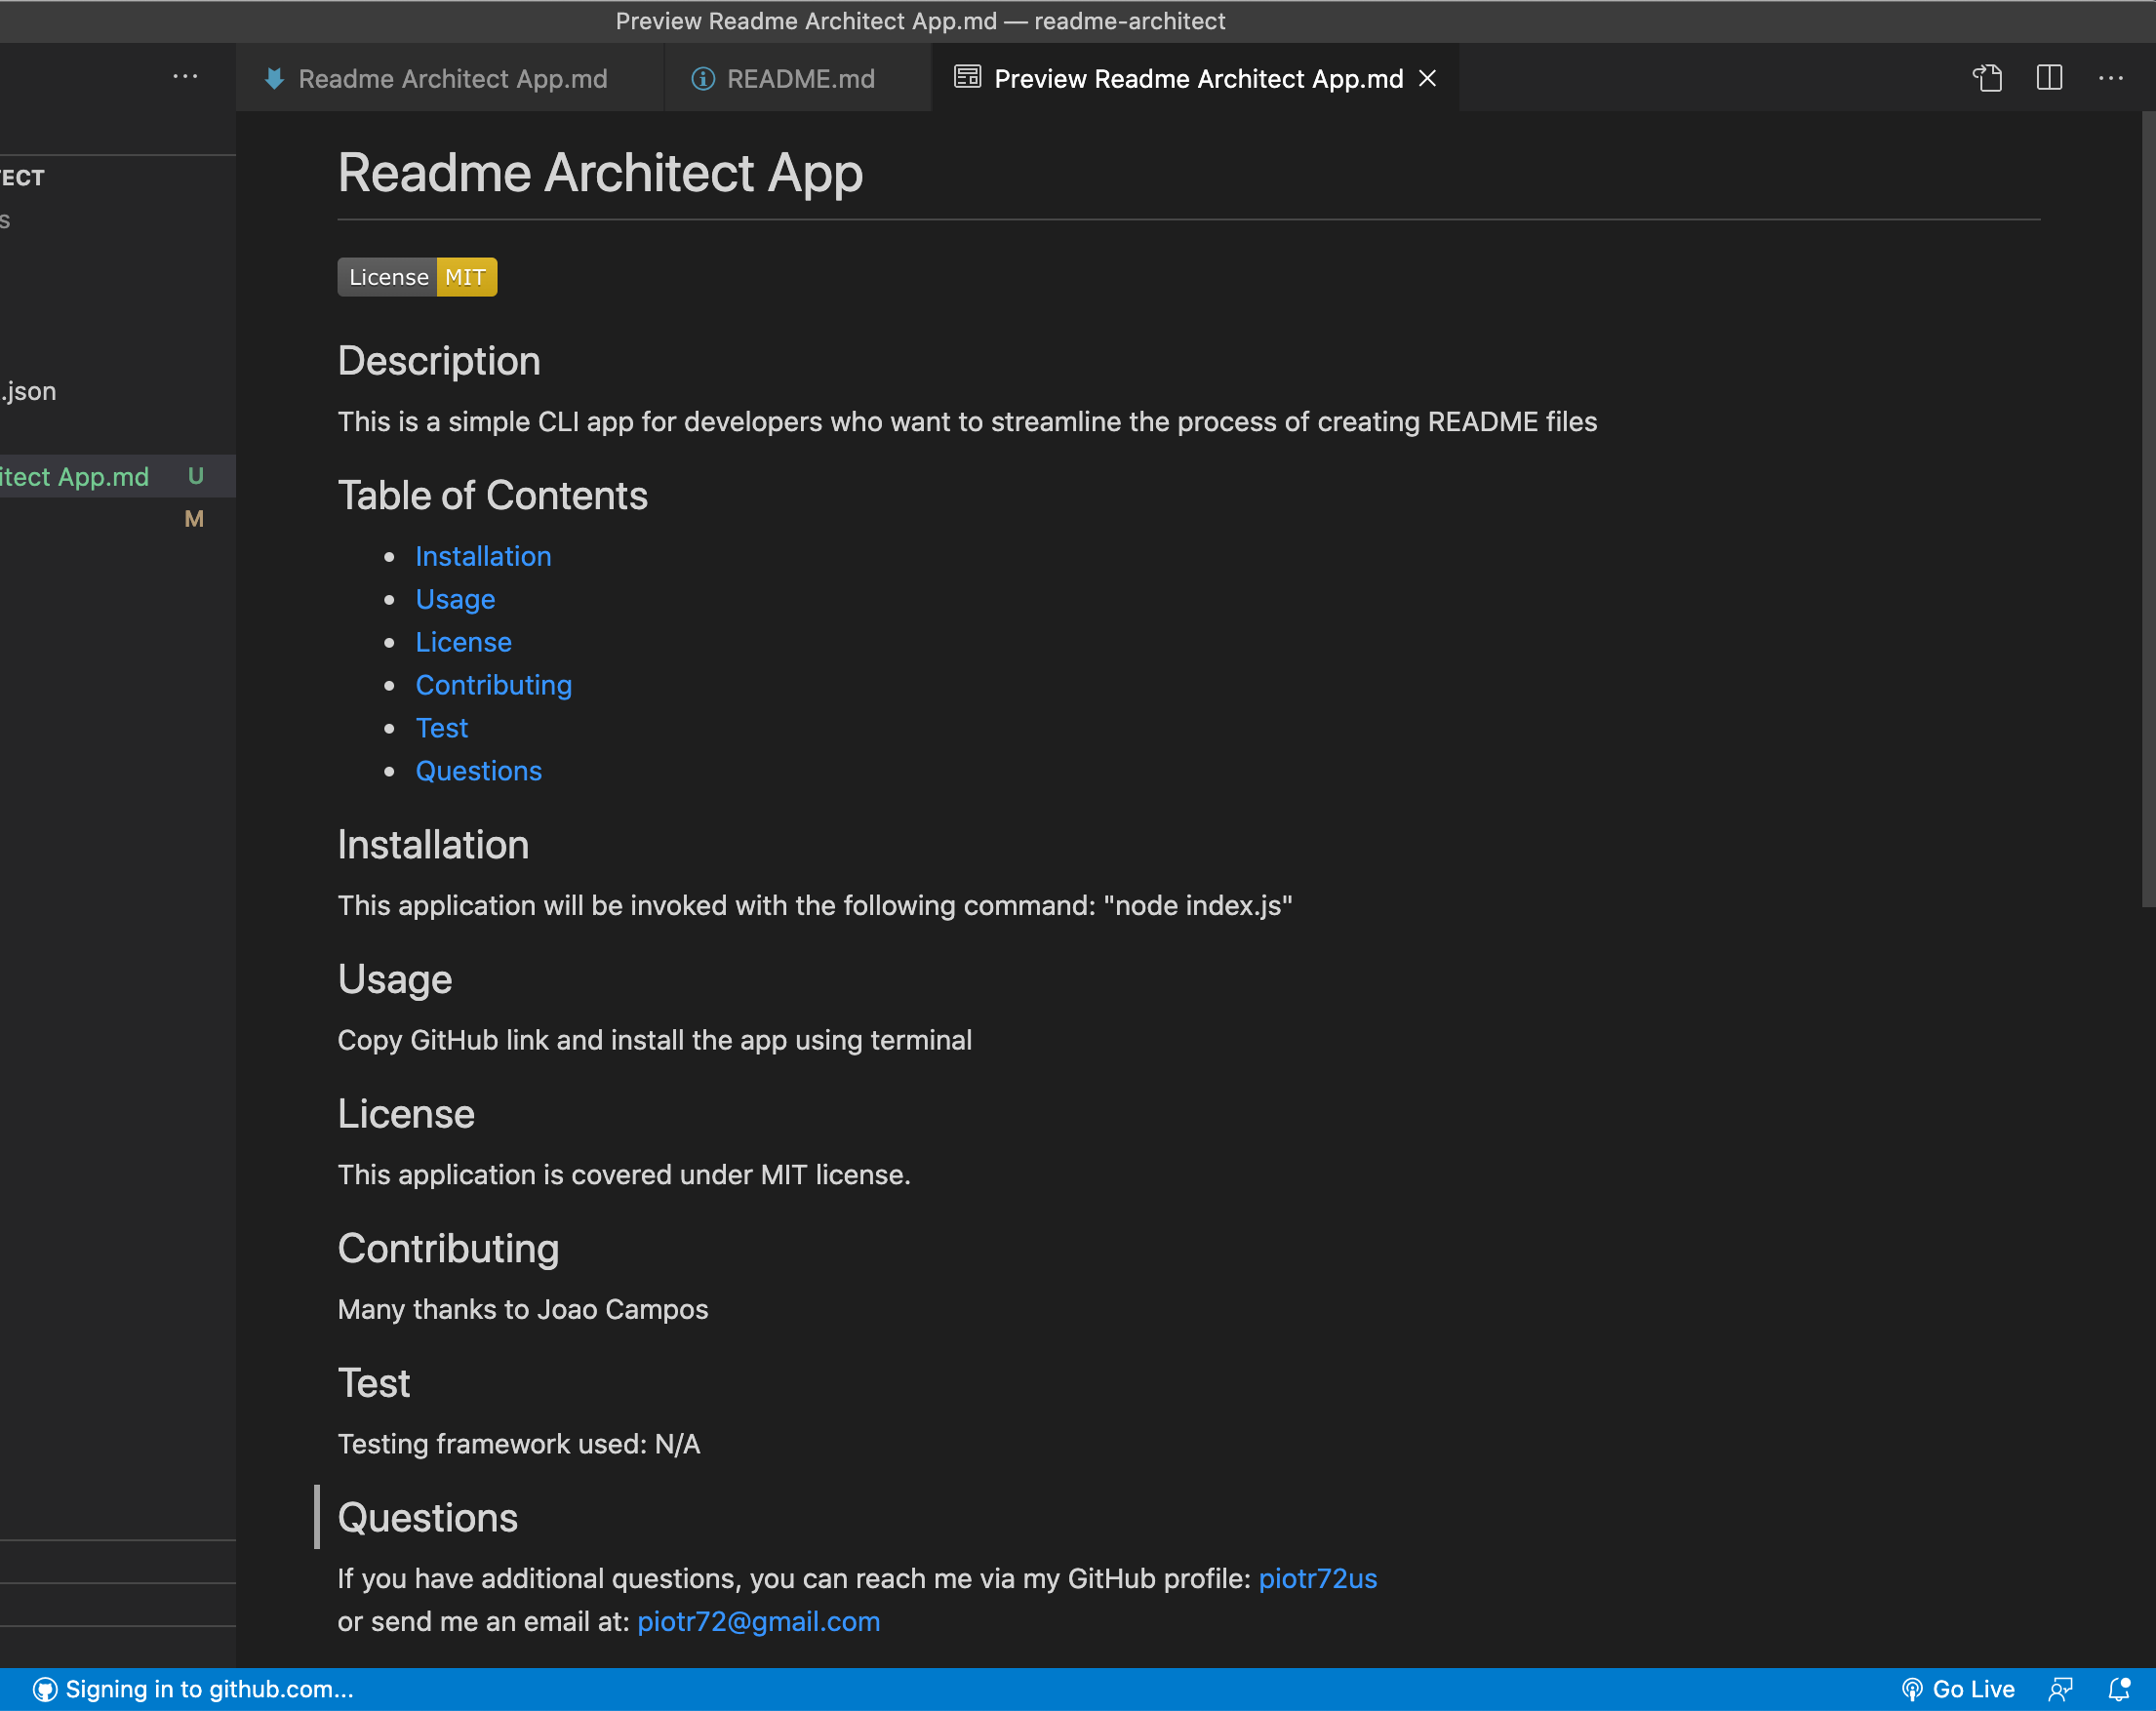 Preview Readme Architect App.md — readme-architect
Readme Architect App.md
README.md
Preview Readme Architect App.md
TECT
s
.json
itect App.md U
M
Readme Architect App
License MIT
Description
This is a simple CLI app for developers who want to streamline the process of creating README files
Table of Contents
Installation
Usage
License
Contributing
Test
Questions
Installation
This application will be invoked with the following command: "node index.js"
Usage
Copy GitHub link and install the app using terminal
License
This application is covered under MIT license.
Contributing
Many thanks to Joao Campos
Test
Testing framework used: N/A
Questions
If you have additional questions, you can reach me via my GitHub profile: piotr72us
or send me an email at: piotr72@gmail.com
Signing in to github.com...
Go Live